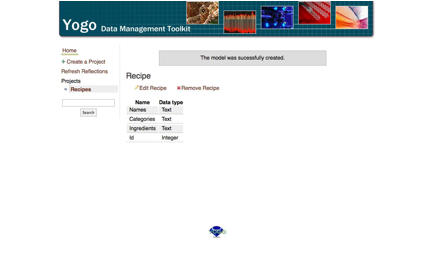 Yogo Data Management Toolkit
Home
Create a Project
Refresh Reflections
Projects
Recipes
Search
The model was sucessfully created.
Recipe
Edit Recipe Remove Recipe
Name Data type
Names Text
Categories Text
Ingredients Text
Id Integer